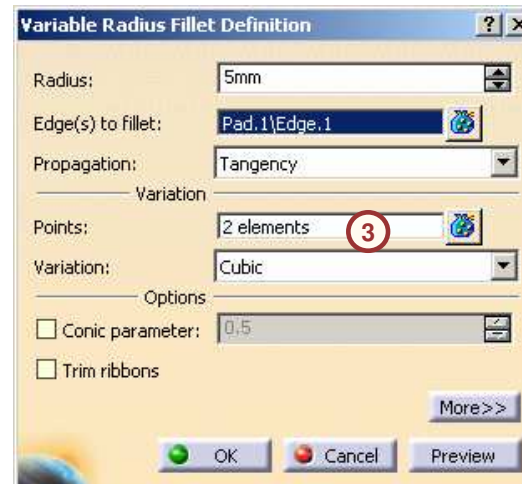 Variable Radius Fillet Definition ? X
Radius: 5mm
Edge(s) to fillet: Pad.1\Edge.1
Propagation: Tangency
Variation
Points: 2 elements 3
Variation: Cubic
Options
Conic parameter: 0.5
Trim ribbons
More>>
OK Cancel Preview